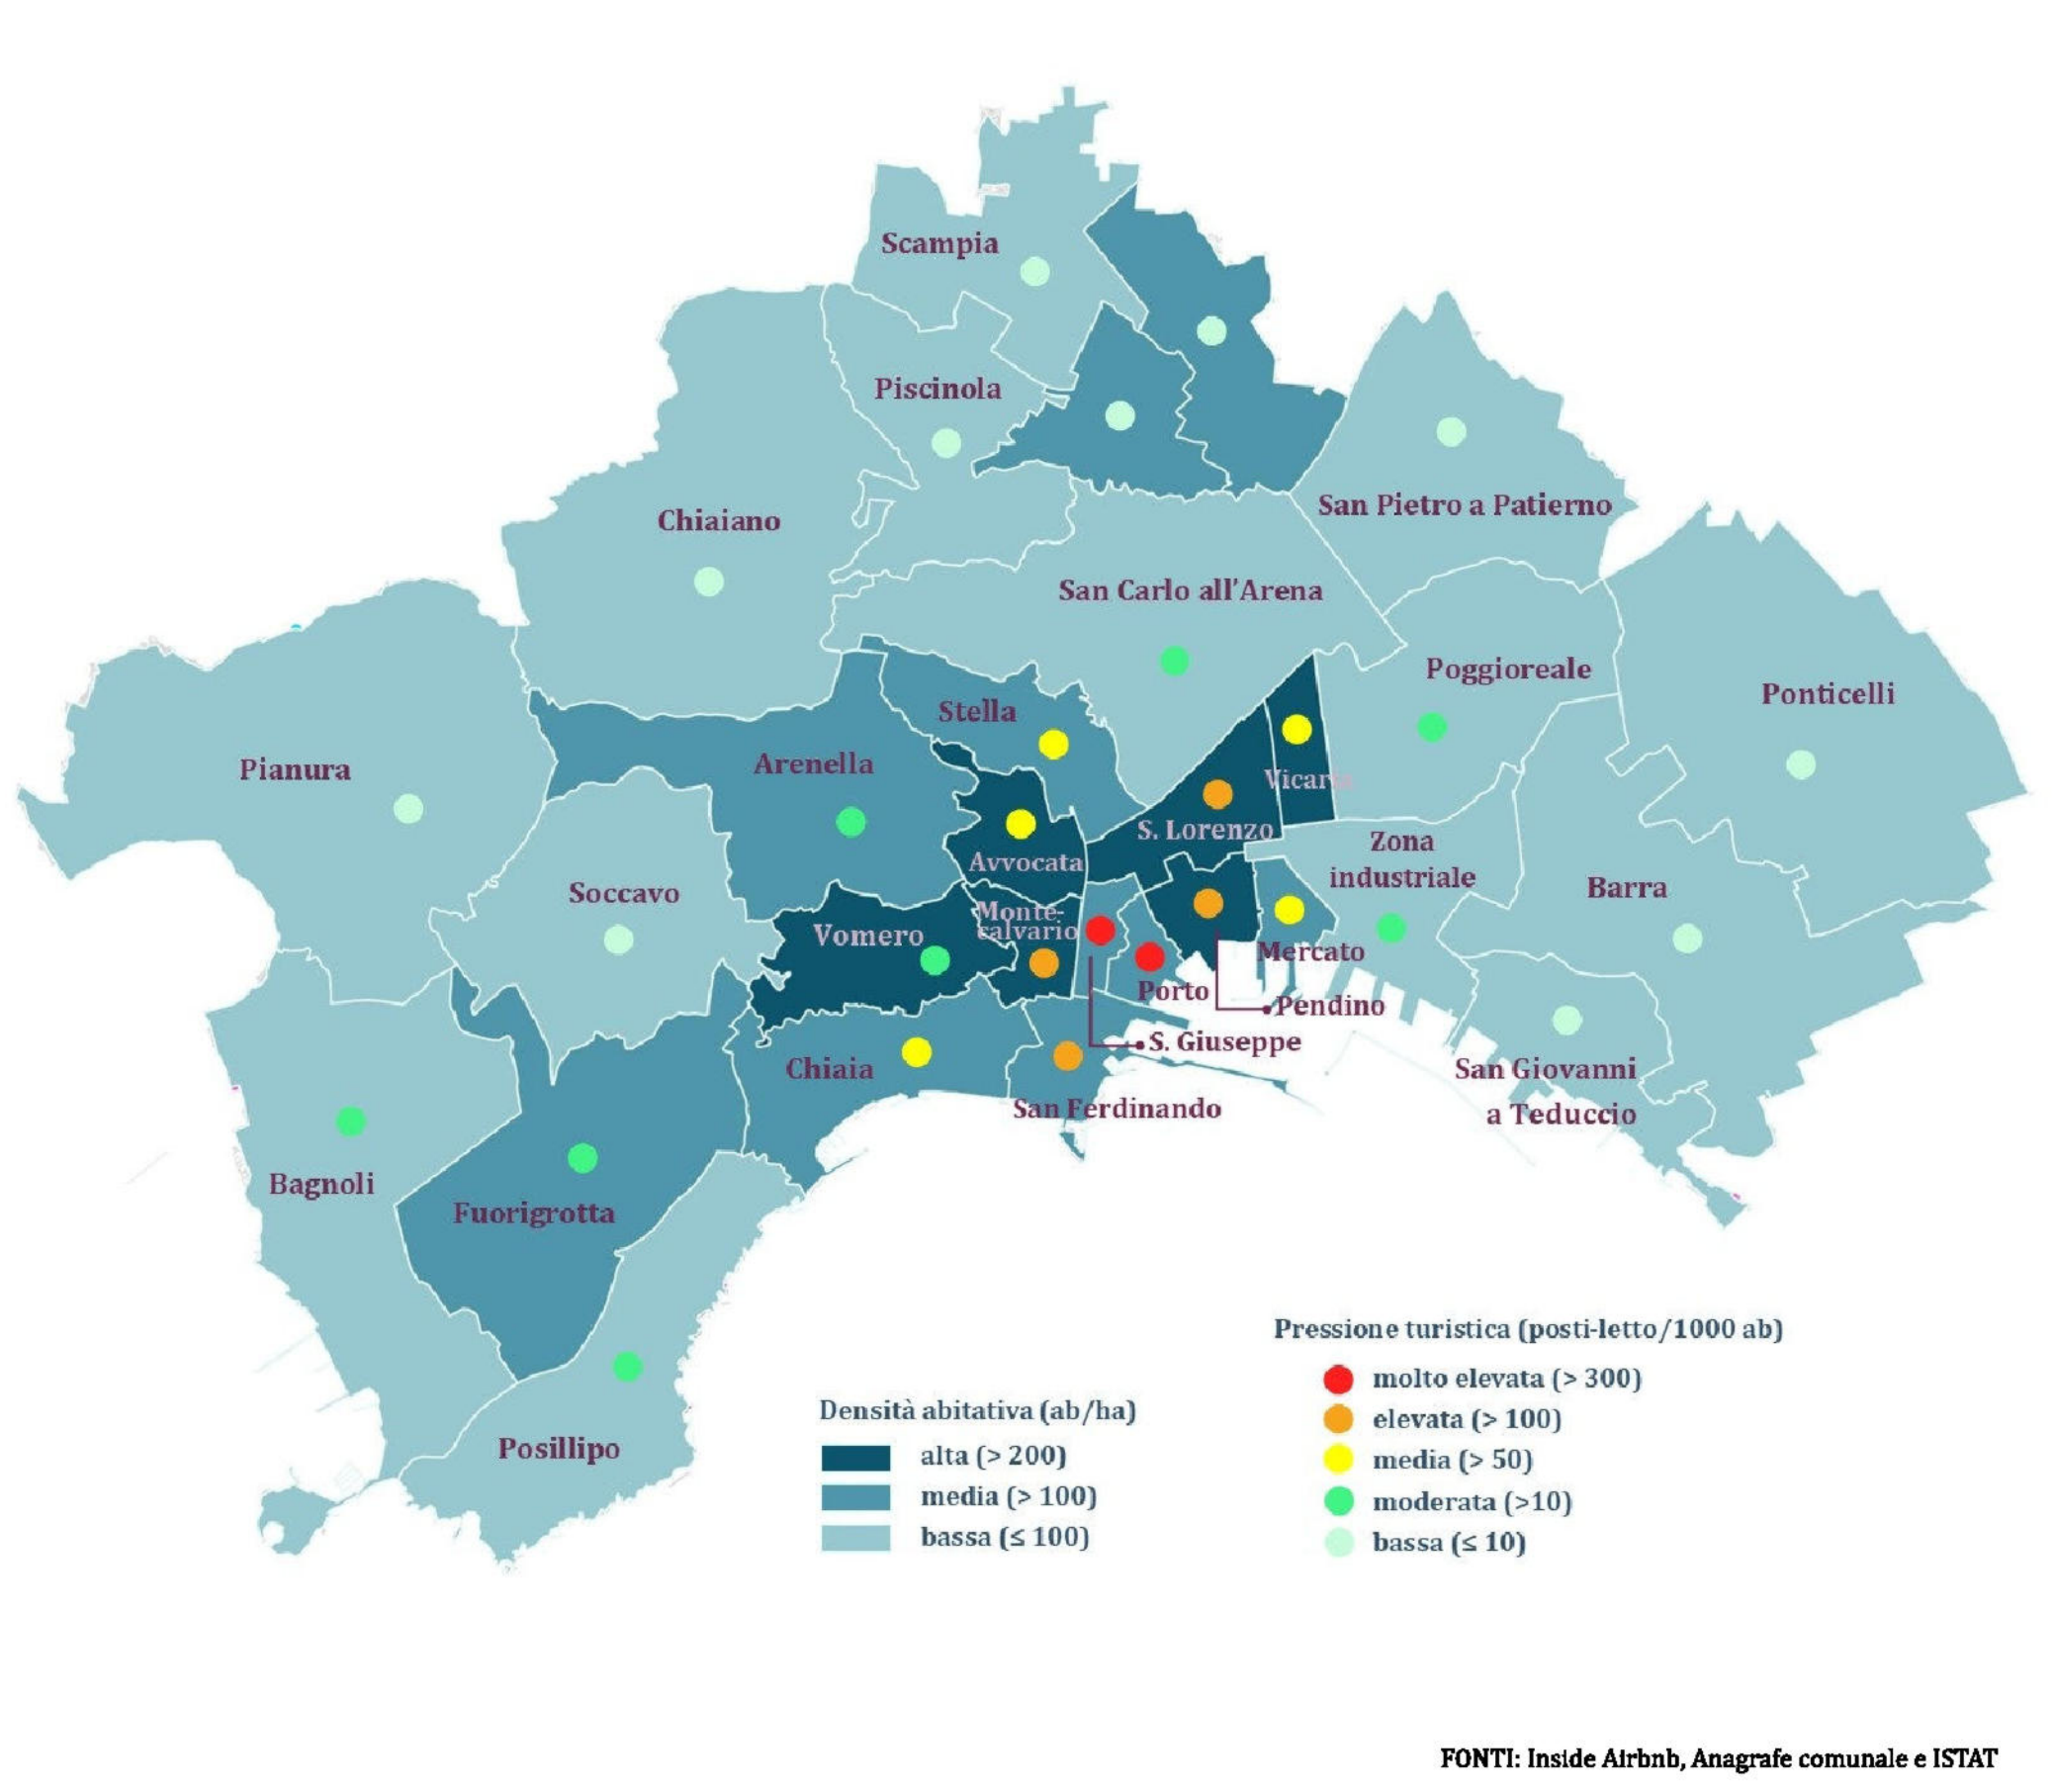 Scampia
Piscinola
Chiaiano
San Pietro a Patierno
San Carlo all'Arena
Poggioreale
Ponticelli
Stella
Arenella
Pianura
Vicaria
S. Lorenzo
Zona
industriale
Avvocata
Barra
Soccavo
Monte-
calvario
Vomero
Mercato
Porto
Pendino
S. Giuseppe
Chiaia
San Giovanni
a Teduccio
San Ferdinando
Bagnoli
Fuorigrotta
Posillipo
Densità abitativa (ab/ha)
alta (> 200)
media (> 100)
bassa (≤ 100)
Pressione turistica (posti-letto/1000 ab)
molto elevata (> 300)
elevata (> 100)
media (> 50)
moderata (>10)
bassa (≤ 10)
FONTI: Inside Airbnb, Anagrafe comunale e ISTAT